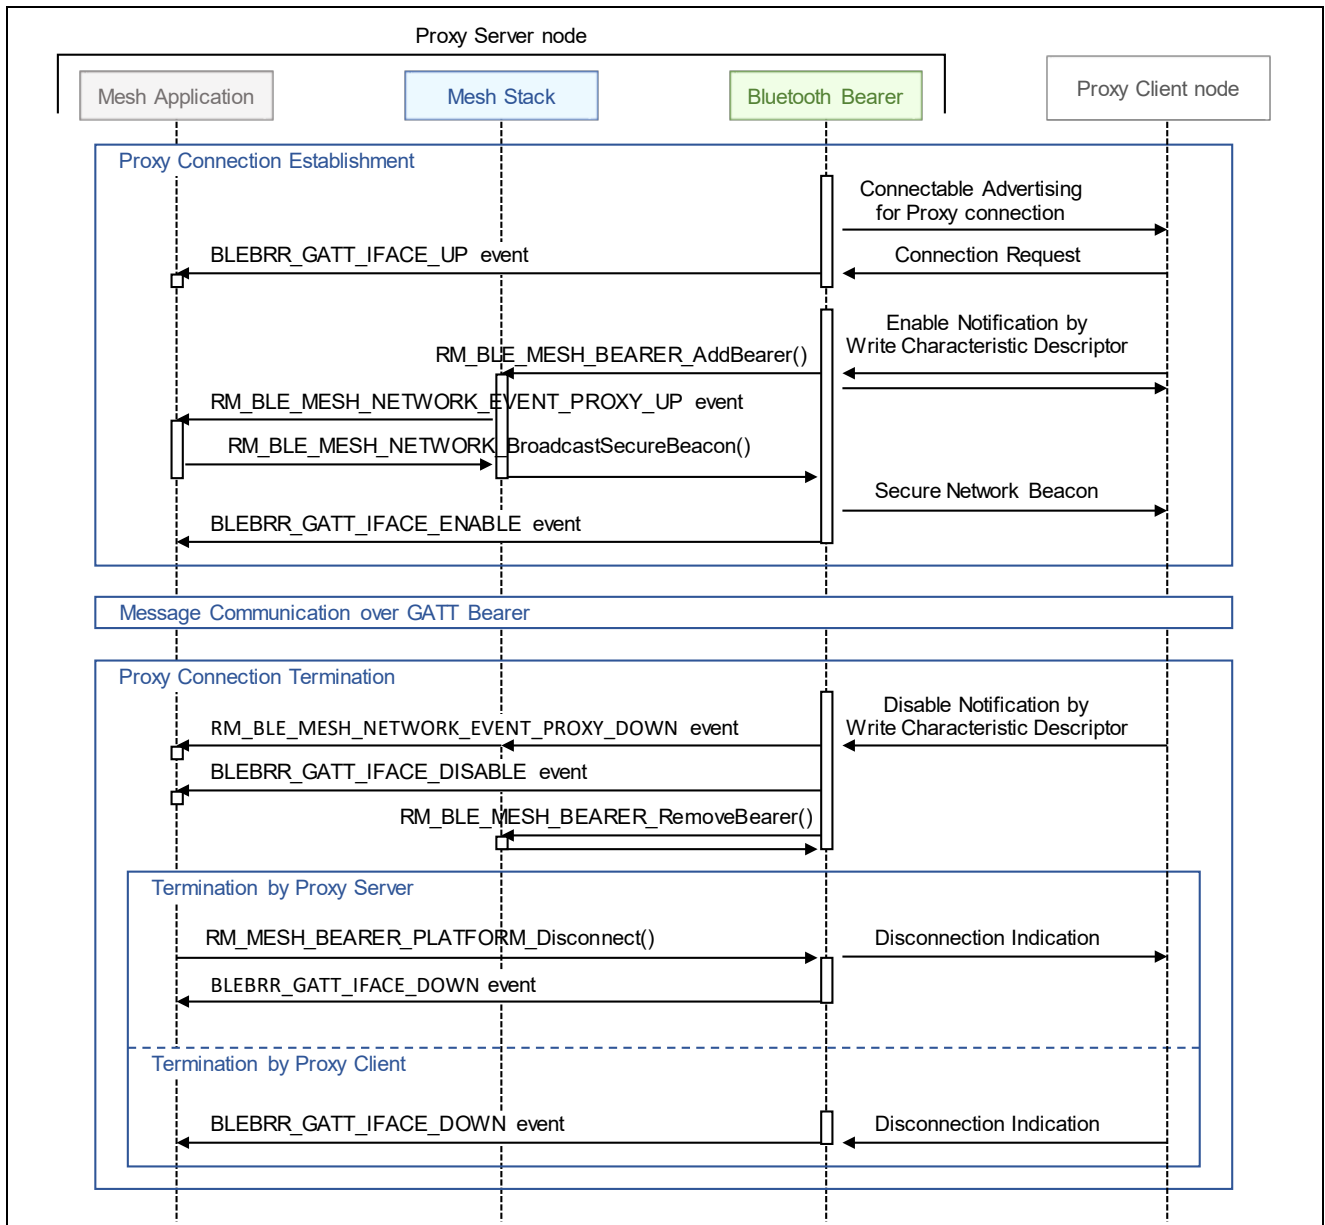 Proxy Server node
Mesh Application
Mesh Stack
Bluetooth Bearer
Proxy Client node
Proxy Connection Establishment
Connectable Advertising
for Proxy connection
BLEBRR_GATT_IFACE_UP event
Connection Request
Enable Notification by
Write Characteristic Descriptor
RM_BLE_MESH_BEARER_AddBearer()
RM_BLE_MESH_NETWORK_EVENT_PROXY_UP event
RM_BLE_MESH_NETWORK_BroadcastSecureBeacon()
Secure Network Beacon
BLEBRR_GATT_IFACE_ENABLE event
Message Communication over GATT Bearer
Proxy Connection Termination
Disable Notification by
Write Characteristic Descriptor
RM_BLE_MESH_NETWORK_EVENT_PROXY_DOWN event
BLEBRR_GATT_IFACE_DISABLE event
RM_BLE_MESH_BEARER_RemoveBearer()
Termination by Proxy Server
RM_MESH_BEARER_PLATFORM_Disconnect()
Disconnection Indication
BLEBRR_GATT_IFACE_DOWN event
Termination by Proxy Client
BLEBRR_GATT_IFACE_DOWN event
Disconnection Indication